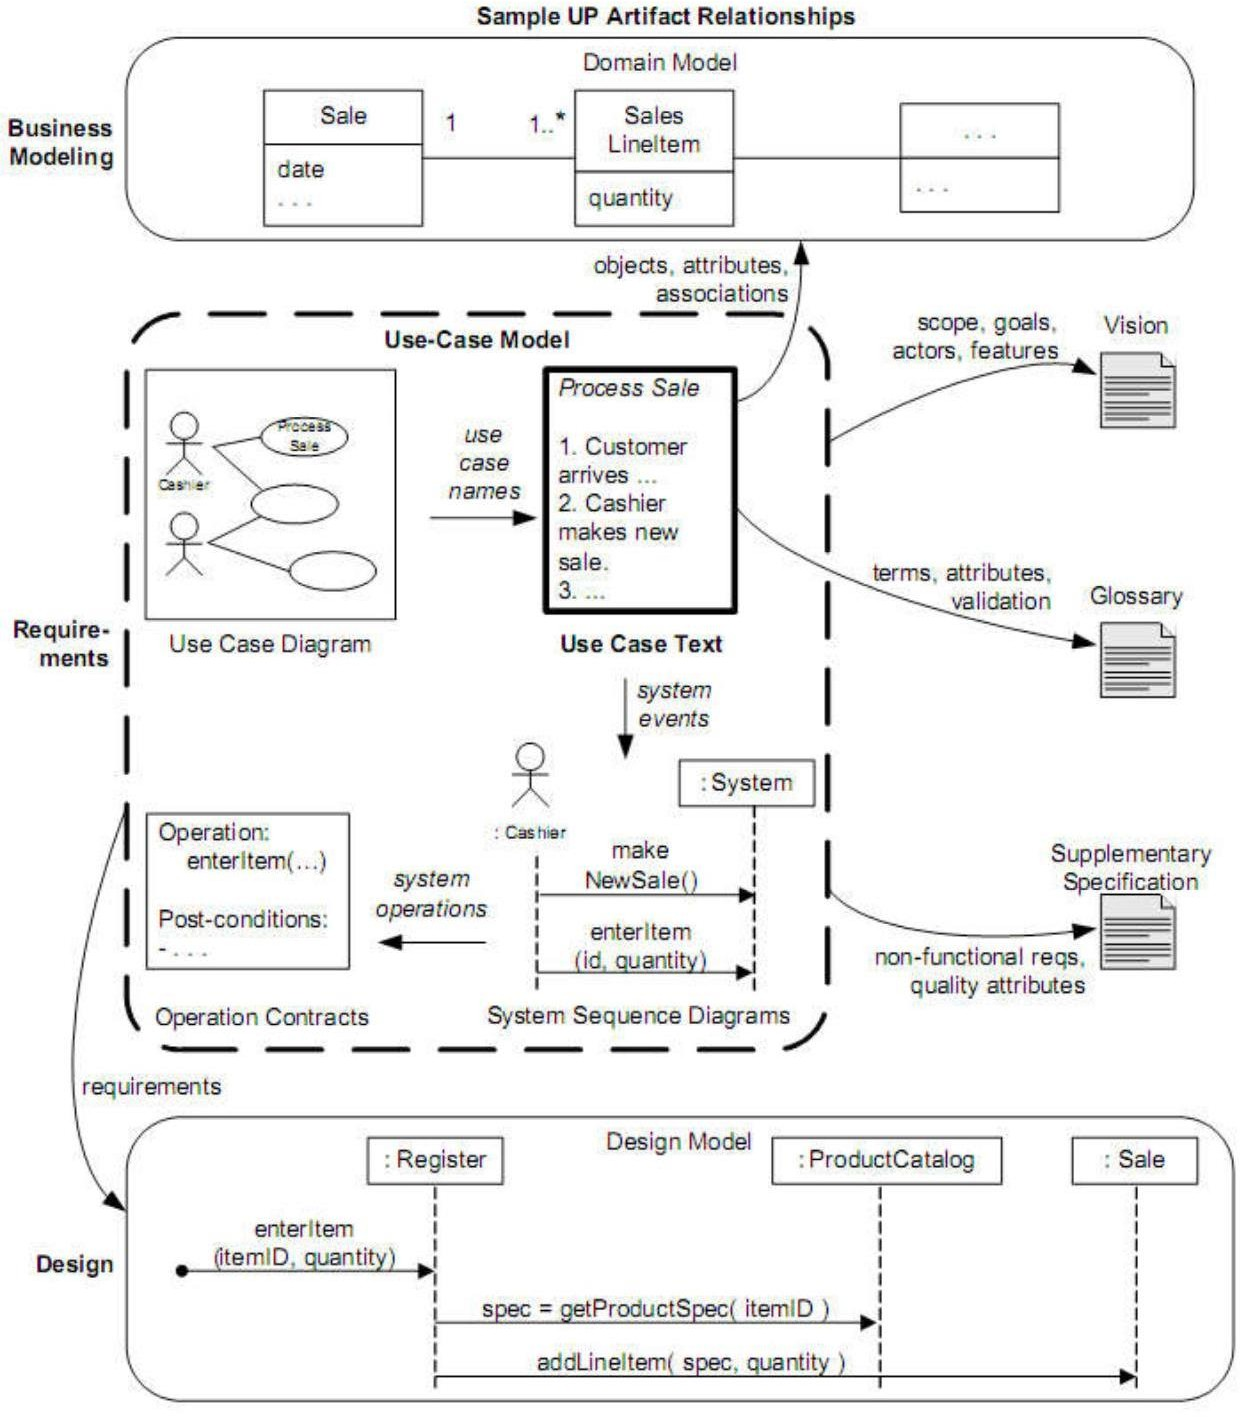 Sample UP Artifact Relationships
Domain Model
Business
Modeling
Sale
1
1..*
Sales
LineItem
. . .
date
. . .
quantity
. . .
objects, attributes,
associations
Use-Case Model
scope, goals,
actors, features
Vision
Process
Sale
Cashier
use
case
names
Process Sale
1. Customer
arrives ...
2. Cashier
makes new
sale.
3. ...
terms, attributes,
validation
Glossary
Require-
ments
Use Case Diagram
Use Case Text
system
events
: Cashier
: System
Operation:
enterItem(…)
Post-conditions:
- . . .
system
operations
make
NewSale()
enterItem
(id, quantity)
Supplementary
Specification
non-functional reqs,
quality attributes
Operation Contracts
System Sequence Diagrams
requirements
Design Model
: Register
: ProductCatalog
: Sale
Design
enterItem
(itemID, quantity)
spec = getProductSpec( itemID )
addLineItem( spec, quantity )